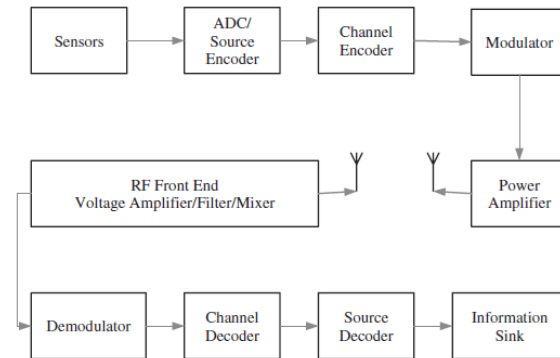 Sensors
ADC/
Source
Encoder
Channel
Encoder
Modulator
RF Front End
Voltage Amplifier/Filter/Mixer
Power
Amplifier
Demodulator
Channel
Decoder
Source
Decoder
Information
Sink